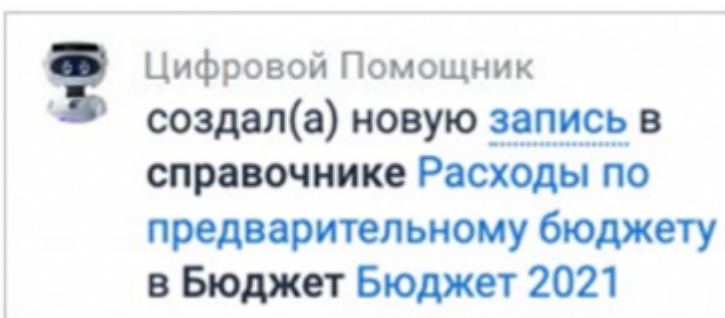 Цифровой Помощник
создал(а) новую запись в
справочнике Расходы по
предварительному бюджету
в Бюджет Бюджет 2021